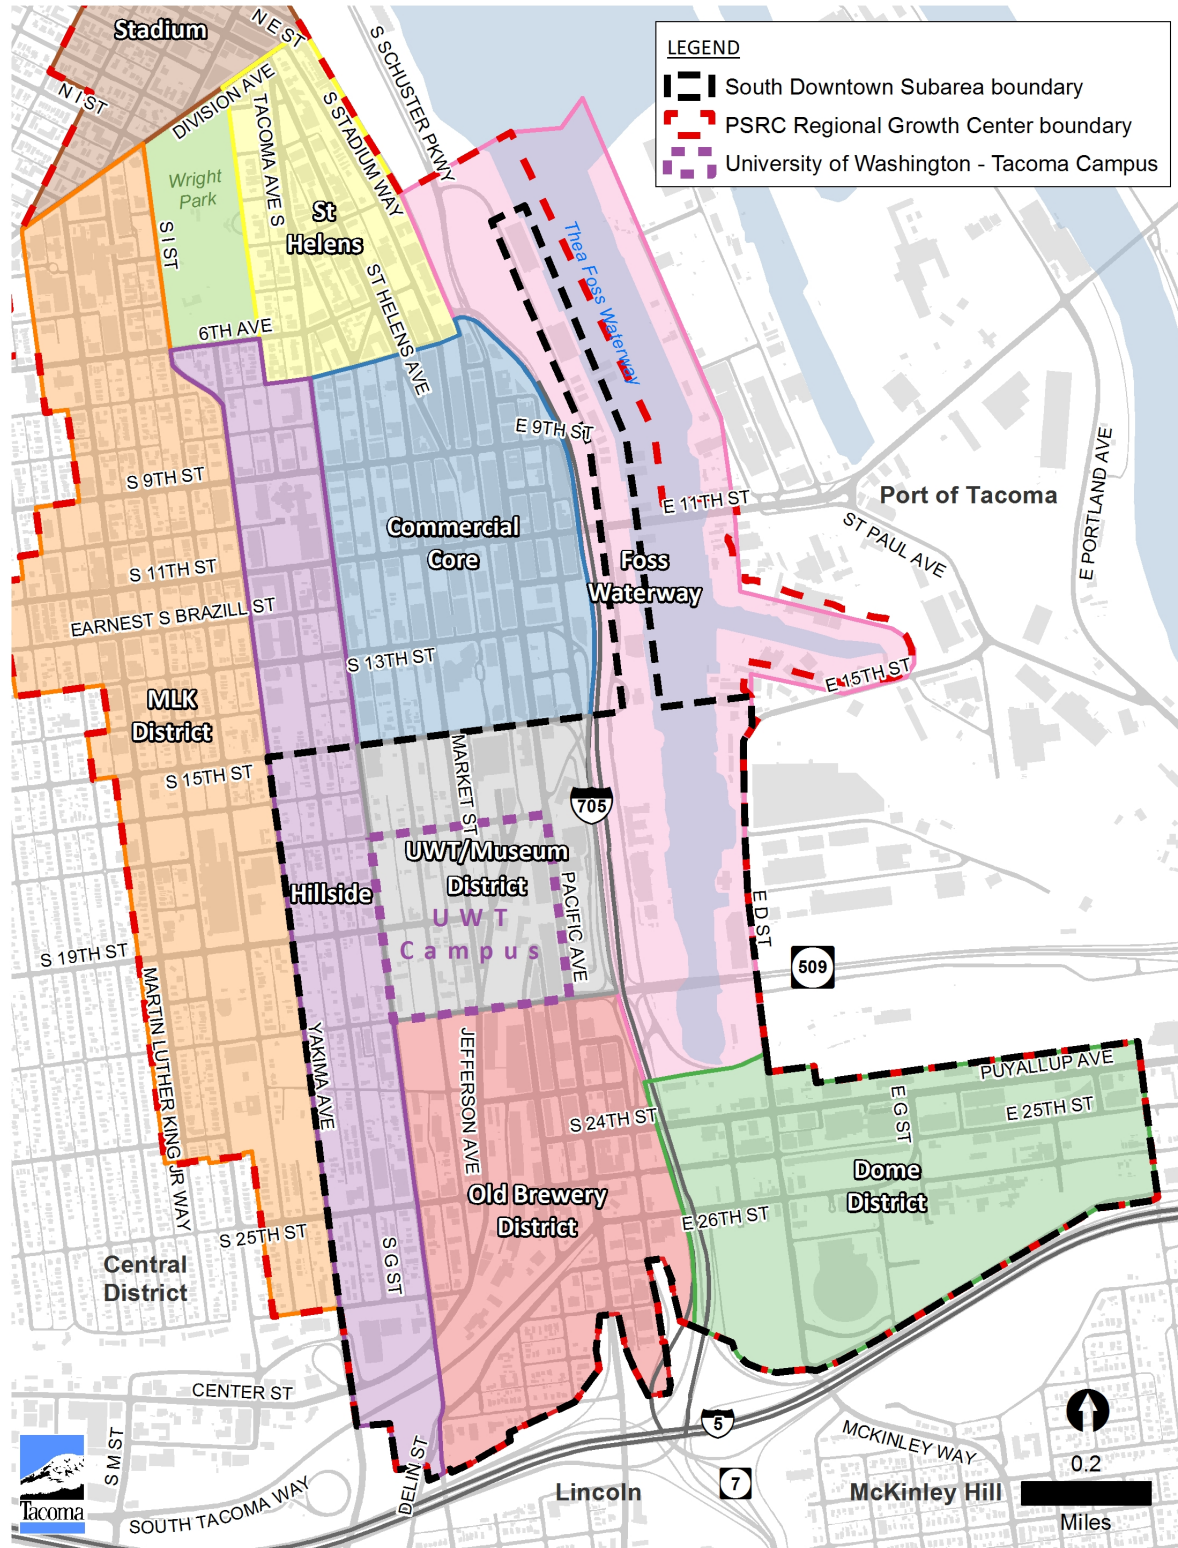 Stadium
N E ST
S SCHUSTER PKWY
LEGEND
South Downtown Subarea boundary
PSRC Regional Growth Center boundary
University of Washington - Tacoma Campus
N I ST
DIVISION AVE
TACOMA AVE S
S STADIUM WAY
Wright
Park
St
Helens
S I ST
Thea Foss Waterway
ST HELENS AVE
6TH AVE
E 9TH ST
E PORTLAND AVE
S 9TH ST
E 11TH ST
Port of Tacoma
Commercial
Core
ST PAUL AVE
S 11TH ST
Foss
Waterway
EARNEST S BRAZILL ST
S 13TH ST
E 15TH ST
MLK
District
S 15TH ST
MARKET ST
705
UWT/Museum
District
Hillside
PACIFIC AVE
UWT
Campus
E D ST
S 19TH ST
509
MARTIN LUTHER KING JR WAY
YAKIMA AVE
JEFFERSON AVE
PUYALLUP AVE
E G ST
E 25TH ST
S 24TH ST
Dome
District
Old Brewery
District
E 26TH ST
S 25TH ST
S G ST
Central
District
CENTER ST
5
MCKINLEY WAY
S M ST
DELIN ST
0.2
Miles
7
Lincoln
McKinley Hill
SOUTH TACOMA WAY
Tacoma